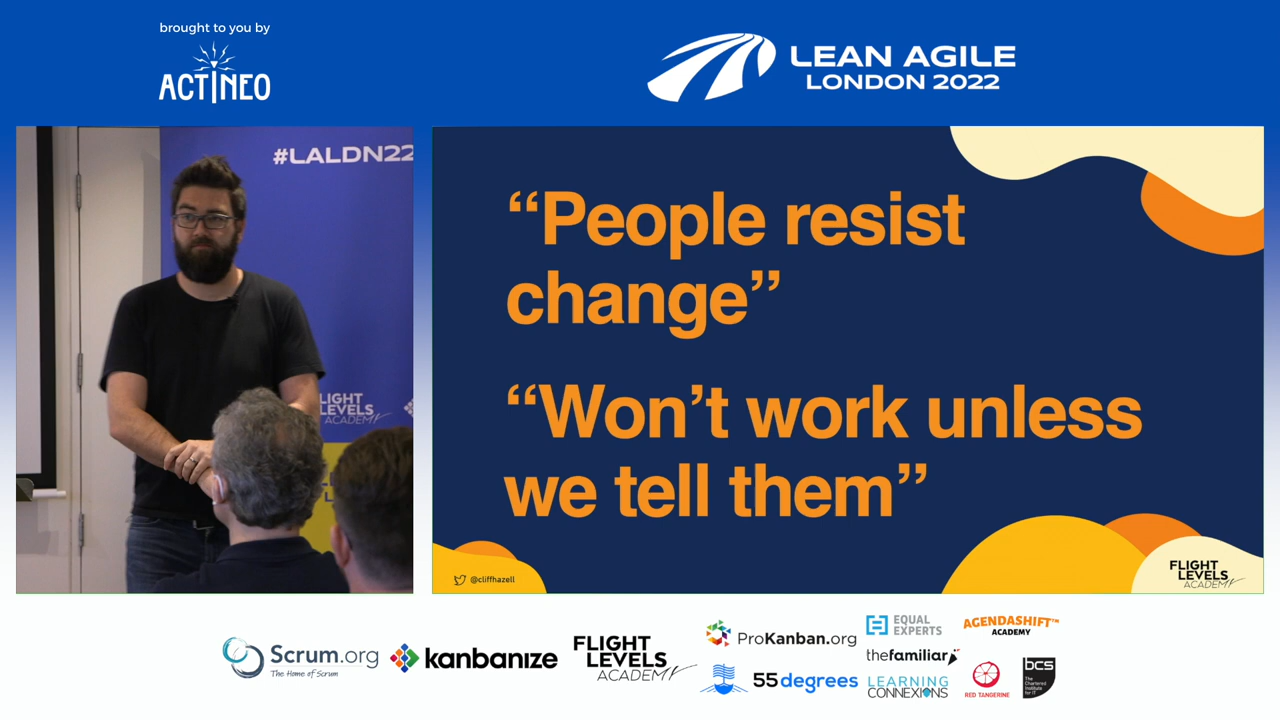 brought to you by
ACTINEO
LEAN AGILE
LONDON 2022
#LALDN22
LIGHT
LEVELS
ACADEMY
“People resist
change”
“Won’t work unless
we tell them”
@cliffhazell
FLIGHT
LEVELS
ACADEMY
Scrum.org
The Home of Scrum
kanbanize
FLIGHT
LEVELS
ACADEMY
ProKanban.org
55degrees
EQUAL
EXPERTS
thefamiliar
LEARNING
CONNEXIONS
AGENDASHIFT™
ACADEMY
RED TANGERINE
bcs
The
Chartered
Institute
for IT